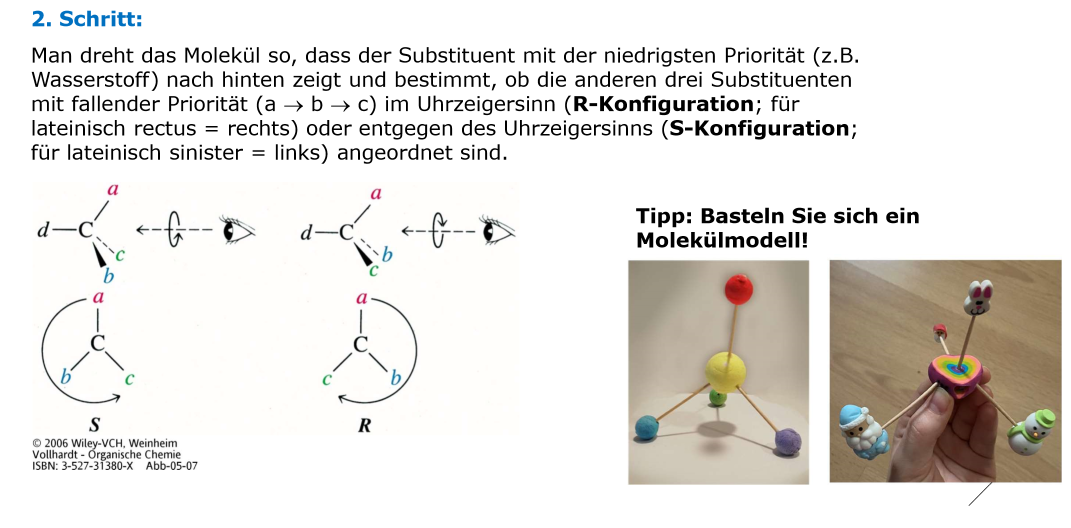 2. Schritt:
Man dreht das Molekül so, dass der Substituent mit der niedrigsten Priorität (z.B.
Wasserstoff) nach hinten zeigt und bestimmt, ob die anderen drei Substituenten
mit fallender Priorität (a → b → c) im Uhrzeigersinn (R-Konfiguration; für
lateinisch rectus = rechts) oder entgegen des Uhrzeigersinns (S-Konfiguration;
für lateinisch sinister = links) angeordnet sind.
a
d—C
c
b
a
d—C
b
c
a
C
b
c
S
a
C
c
b
R
© 2006 Wiley-VCH, Weinheim
Vollhardt - Organische Chemie
ISBN: 3-527-31380-X Abb-05-07
Tipp: Basteln Sie sich ein
Molekülmodell!